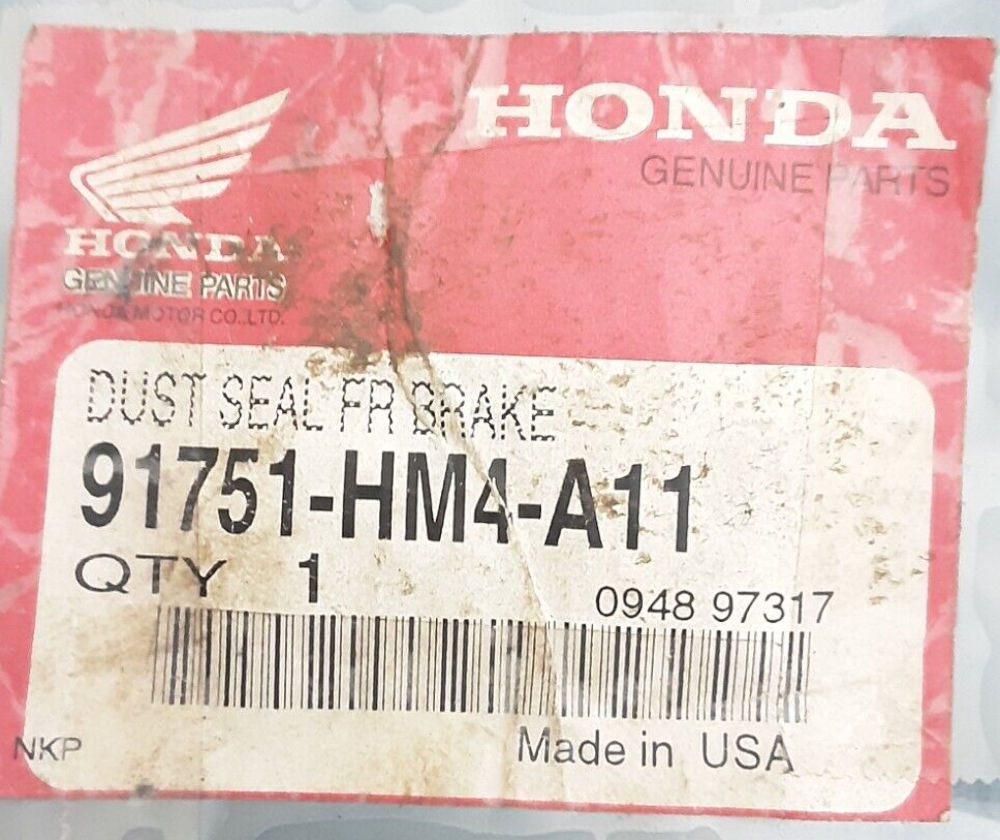 HONDA
GENUINE PARTS
HONDA
GENUINE PARTS
HONDA MOTOR CO.,LTD.
DUST SEAL FR BRAKE
91751-HM4-A11
QTY 1
0948 97317
NKP
Made in USA